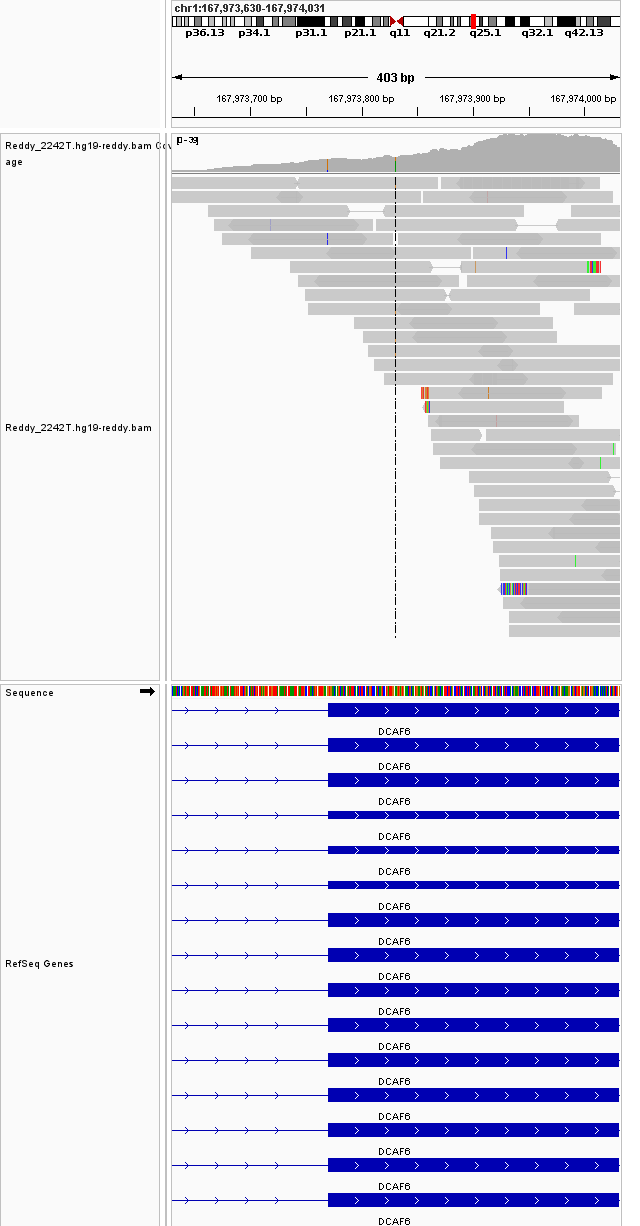 chr1:167,973,630-167,974,031
p36.13 p34.1 p31.1 p21.1 q11 q21.2 q25.1 q32.1 q42.13
403 bp
167,973,700 bp 167,973,800 bp 167,973,900 bp 167,974,000 bp
Reddy_2242T.hg19-reddy.bam Cov
age
[0-39]
Reddy_2242T.hg19-reddy.bam
Sequence
DCAF6
DCAF6
DCAF6
DCAF6
DCAF6
DCAF6
DCAF6
RefSeq Genes
DCAF6
DCAF6
DCAF6
DCAF6
DCAF6
DCAF6
DCAF6
DCAF6